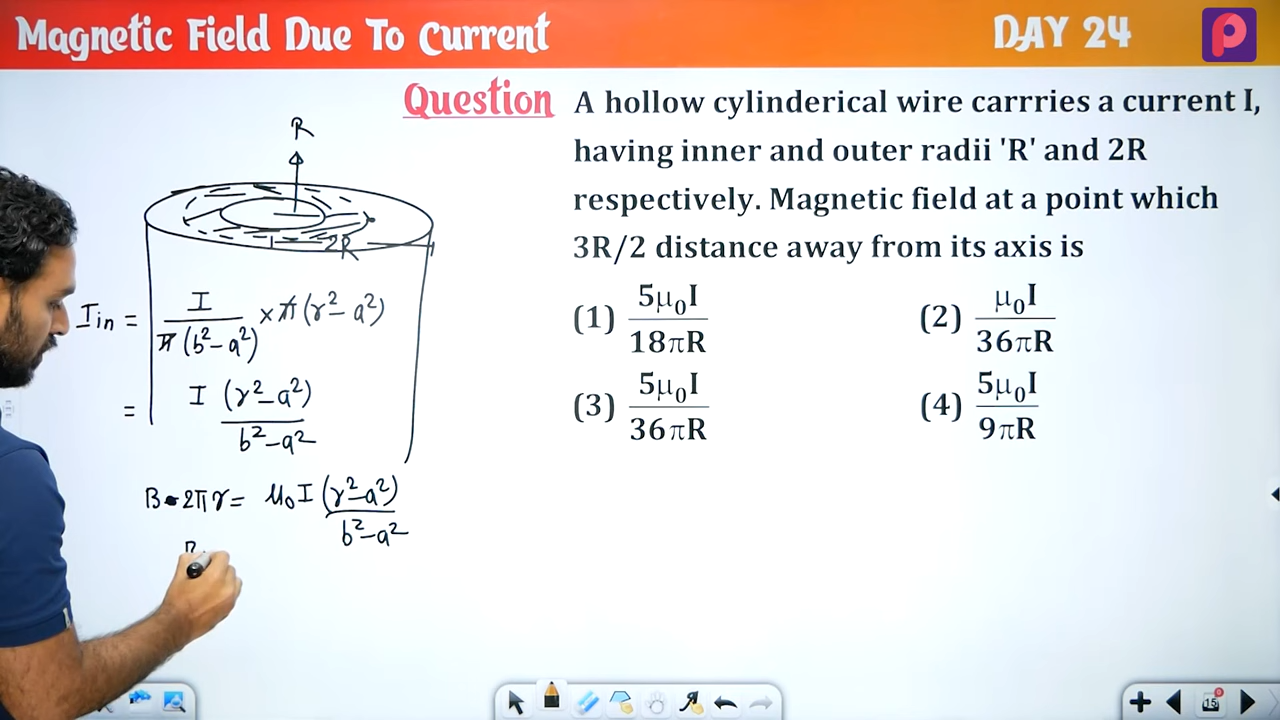 Magnetic Field Due To Current
DAY 24
Question
A hollow cylinderical wire carrries a current I,
having inner and outer radii 'R' and 2R
respectively. Magnetic field at a point which
3R/2 distance away from its axis is
(1) 5μ₀I / 18πR
(2) μ₀I / 36πR
(3) 5μ₀I / 36πR
(4) 5μ₀I / 9πR
R
2R
Iin = I / π(b²-a²) × π(r²-a²)
= I (r²-a²) / b²-a²
B·2πr = μ₀I (r²-a²) / b²-a²
15